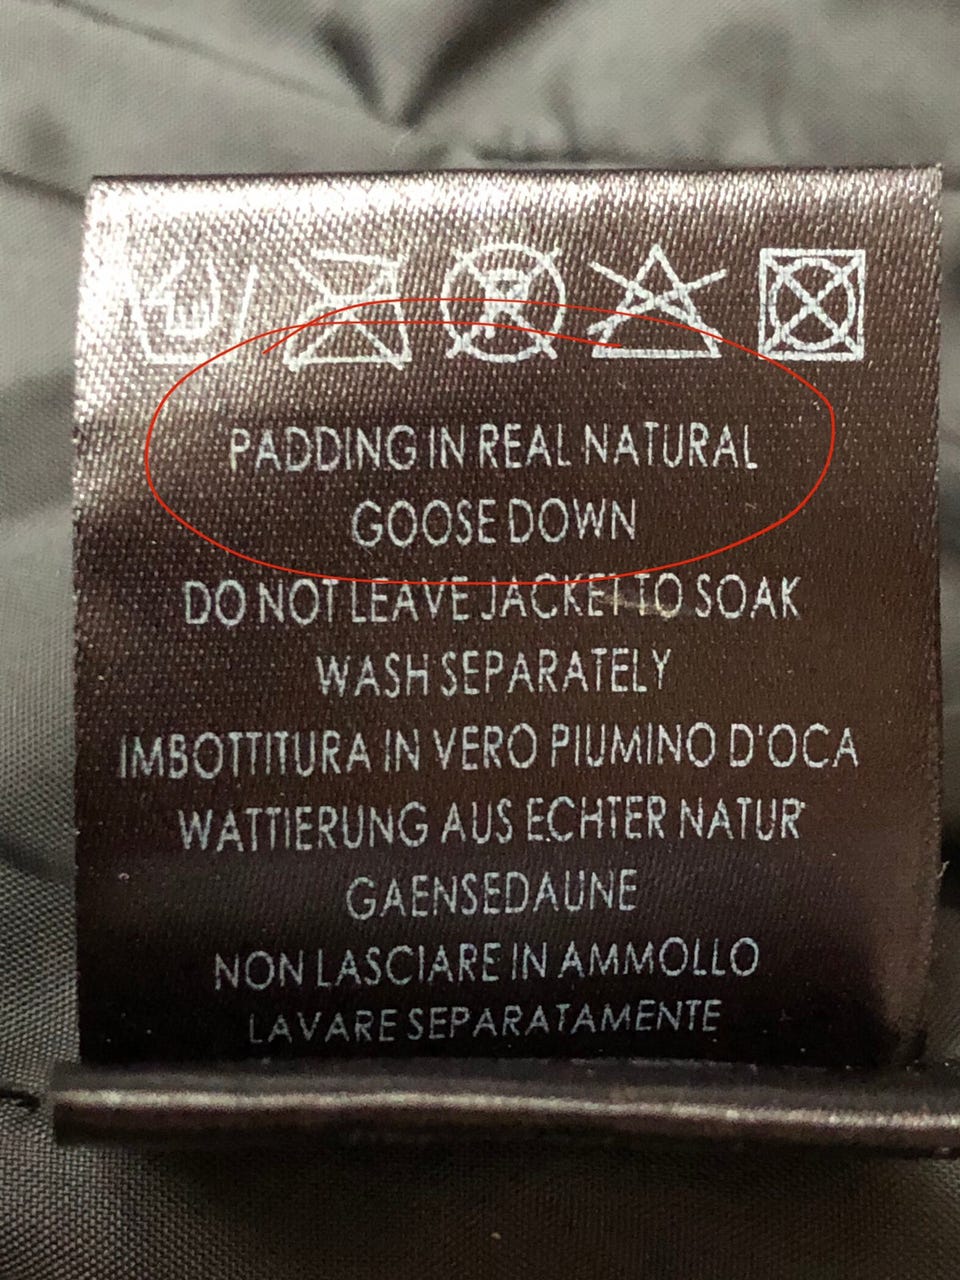 PADDING IN REAL NATURAL
GOOSE DOWN
DO NOT LEAVE JACKET TO SOAK
WASH SEPARATELY
IMBOTTITURA IN VERO PIUMINO D'OCA
WATTIERUNG AUS ECHTER NATUR
GAENSEDAUNE
NON LASCIARE IN AMMOLLO
LAVARE SEPARATAMENTE